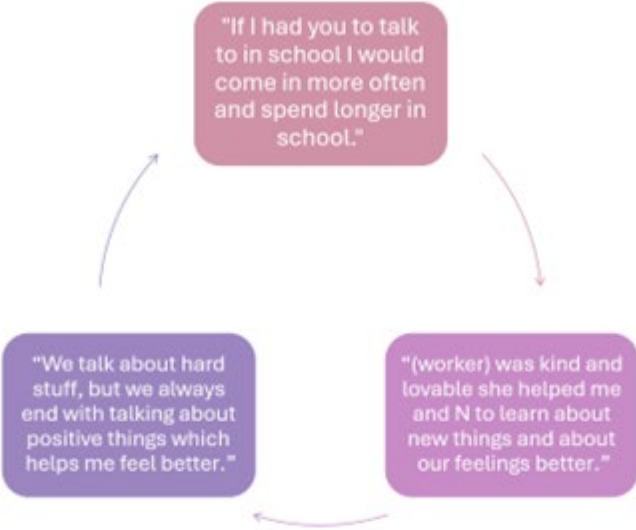 "If I had you to talk
to in school I would
come in more often
and spend longer in
school."
"(worker) was kind and
lovable she helped me
and N to learn about
new things and about
our feelings better."
"We talk about hard
stuff, but we always
end with talking about
positive things which
helps me feel better."